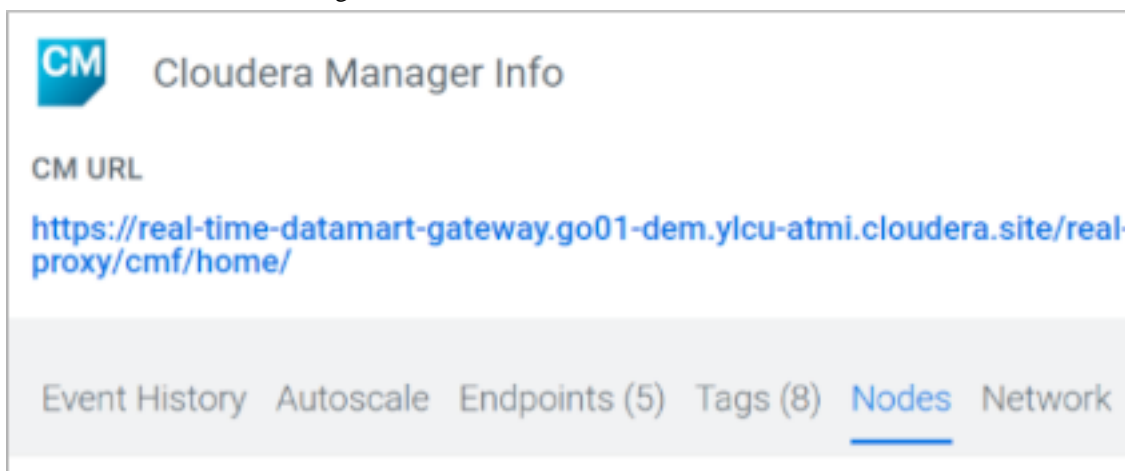 CM Cloudera Manager Info
CM URL
https://real-time-datamart-gateway.go01-dem.ylcu-atmi.cloudera.site/real-
proxy/cmf/home/
Event History Autoscale Endpoints (5) Tags (8) Nodes Network